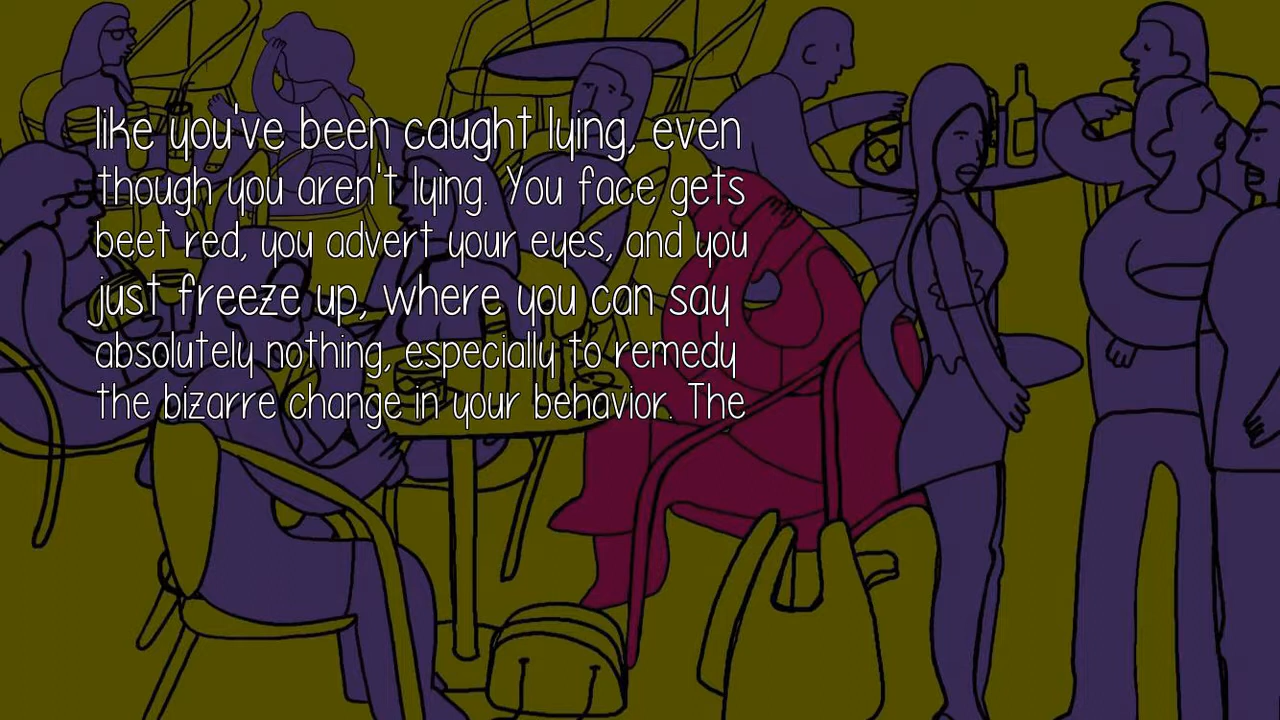 like you've been caught lying, even
though you aren't lying. You face gets
beet red, you advert your eyes, and you
just freeze up, where you can say
absolutely nothing, especially to remedy
the bizarre change in your behavior. The